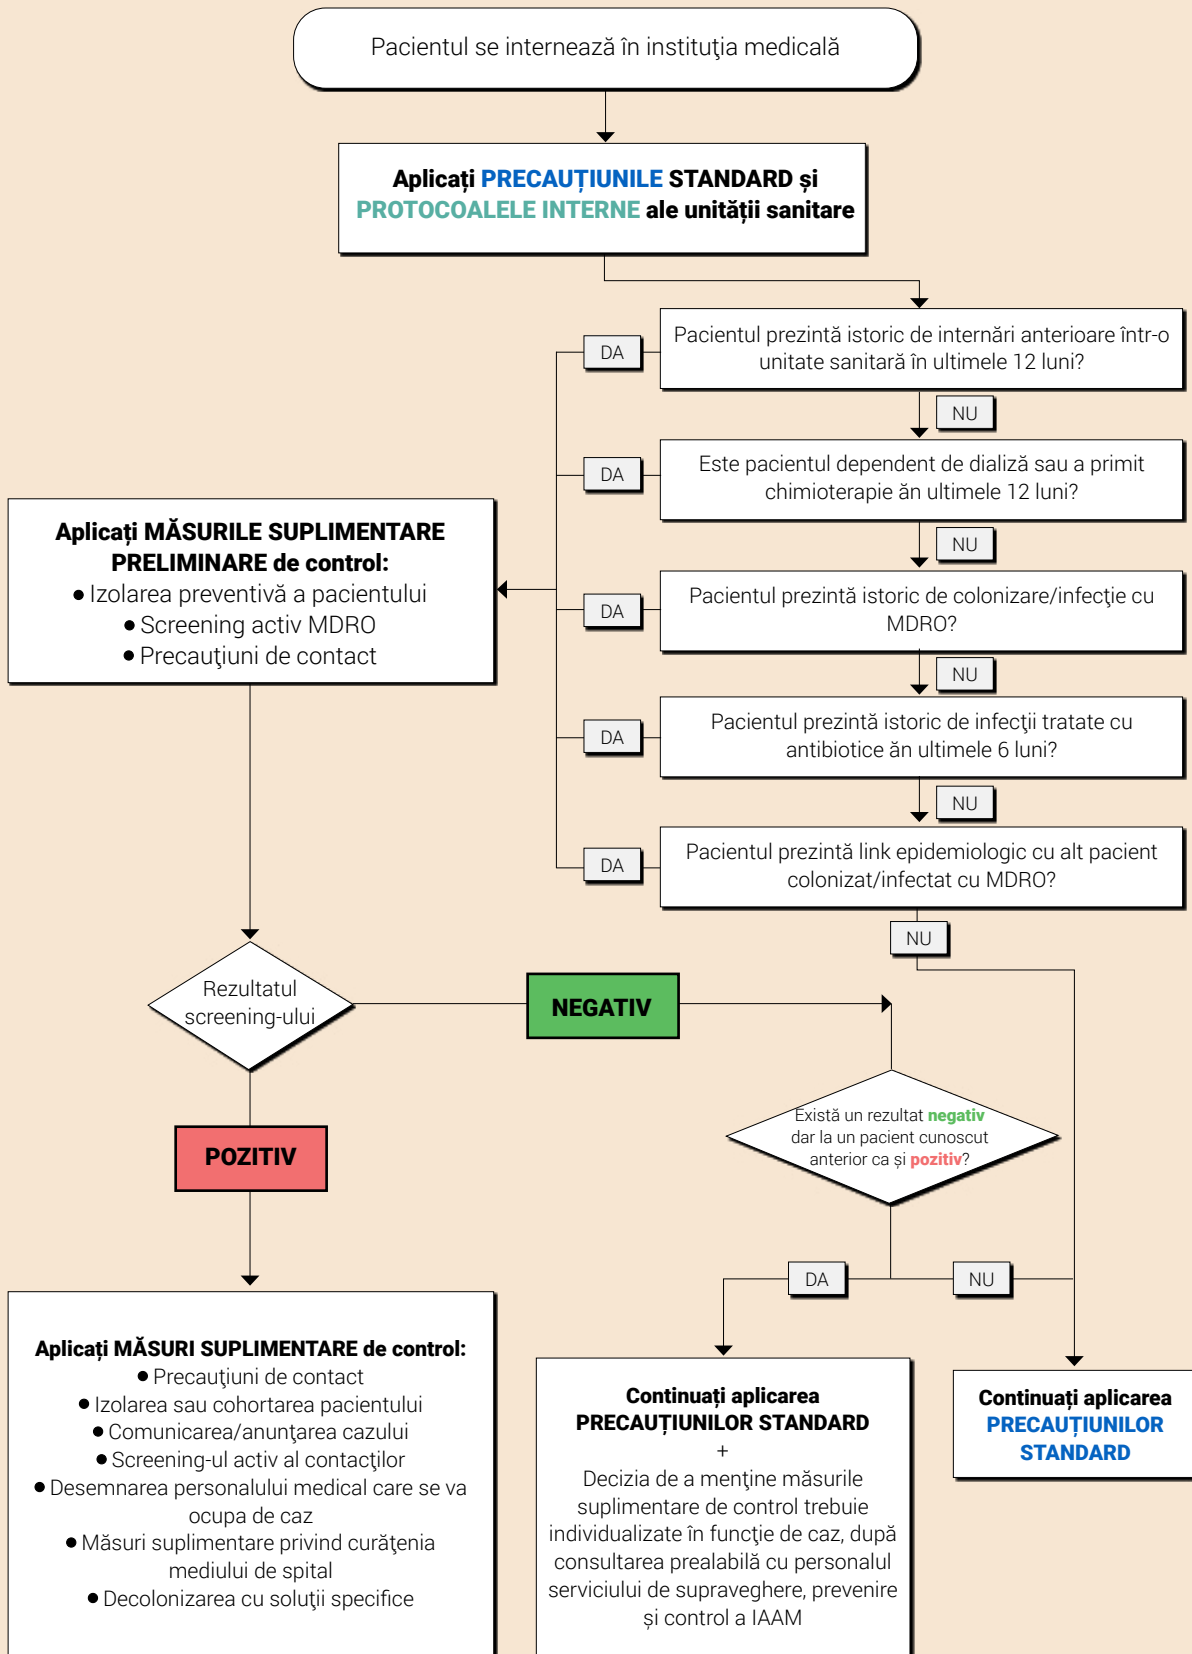 Pacientul se internează în instituţia medicală
Aplicați PRECAUȚIUNILE STANDARD și
PROTOCOALELE INTERNE ale unității sanitare
DA
Pacientul prezintă istoric de internări anterioare într-o
unitate sanitară în ultimele 12 luni?
NU
DA
Este pacientul dependent de dializă sau a primit
chimioterapie ăn ultimele 12 luni?
NU
Aplicați MĂSURILE SUPLIMENTARE
PRELIMINARE de control:
● Izolarea preventivă a pacientului
● Screening activ MDRO
● Precauţiuni de contact
DA
Pacientul prezintă istoric de colonizare/infecţie cu
MDRO?
NU
DA
Pacientul prezintă istoric de infecţii tratate cu
antibiotice ăn ultimele 6 luni?
NU
DA
Pacientul prezintă link epidemiologic cu alt pacient
colonizat/infectat cu MDRO?
NU
Rezultatul
screening-ului
NEGATIV
POZITIV
Există un rezultat negativ
dar la un pacient cunoscut
anterior ca și pozitiv?
DA
NU
Aplicați MĂSURI SUPLIMENTARE de control:
● Precauţiuni de contact
● Izolarea sau cohortarea pacientului
● Comunicarea/anunţarea cazului
● Screening-ul activ al contacţilor
● Desemnarea personalului medical care se va
ocupa de caz
● Măsuri suplimentare privind curăţenia
mediului de spital
● Decolonizarea cu soluţii specifice
Continuați aplicarea
PRECAUȚIUNILOR STANDARD
+
Decizia de a menţine măsurile
suplimentare de control trebuie
individualizate în funcţie de caz, după
consultarea prealabilă cu personalul
serviciului de supraveghere, prevenire
și control a IAAM
Continuați aplicarea
PRECAUȚIUNILOR
STANDARD